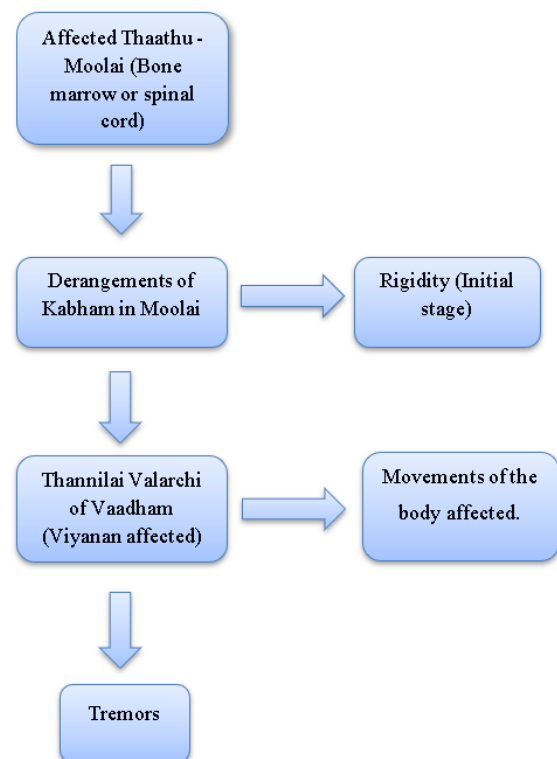 Affected Thaathu -
Moolai (Bone
marrow or spinal
cord)
Derangements of
Kabham in Moolai
Rigidity (Initial
stage)
Thannilai Valarchi
of Vaadham
(Viyanan affected)
Movements of the
body affected.
Tremors